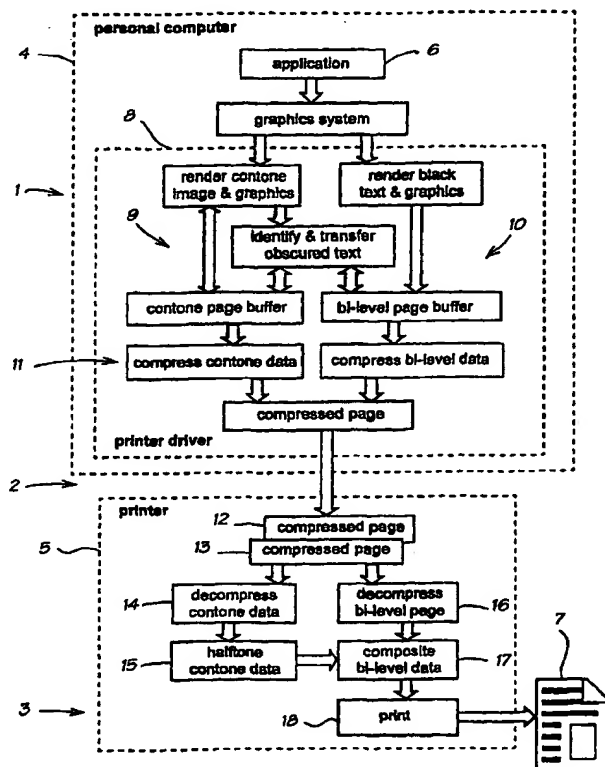 personal computer
4
application
6
graphics system
8
render contone
image & graphics
render black
text & graphics
1
9
identify & transfer
obscured text
10
contone page buffer
bi-level page buffer
11
compress contone data
compress bi-level data
compressed page
printer driver
2
printer
12
compressed page
5
13
compressed page
14
decompress
contone data
decompress
bi-level page
16
7
15
halftone
contone data
composite
bi-level data
17
3
18
print